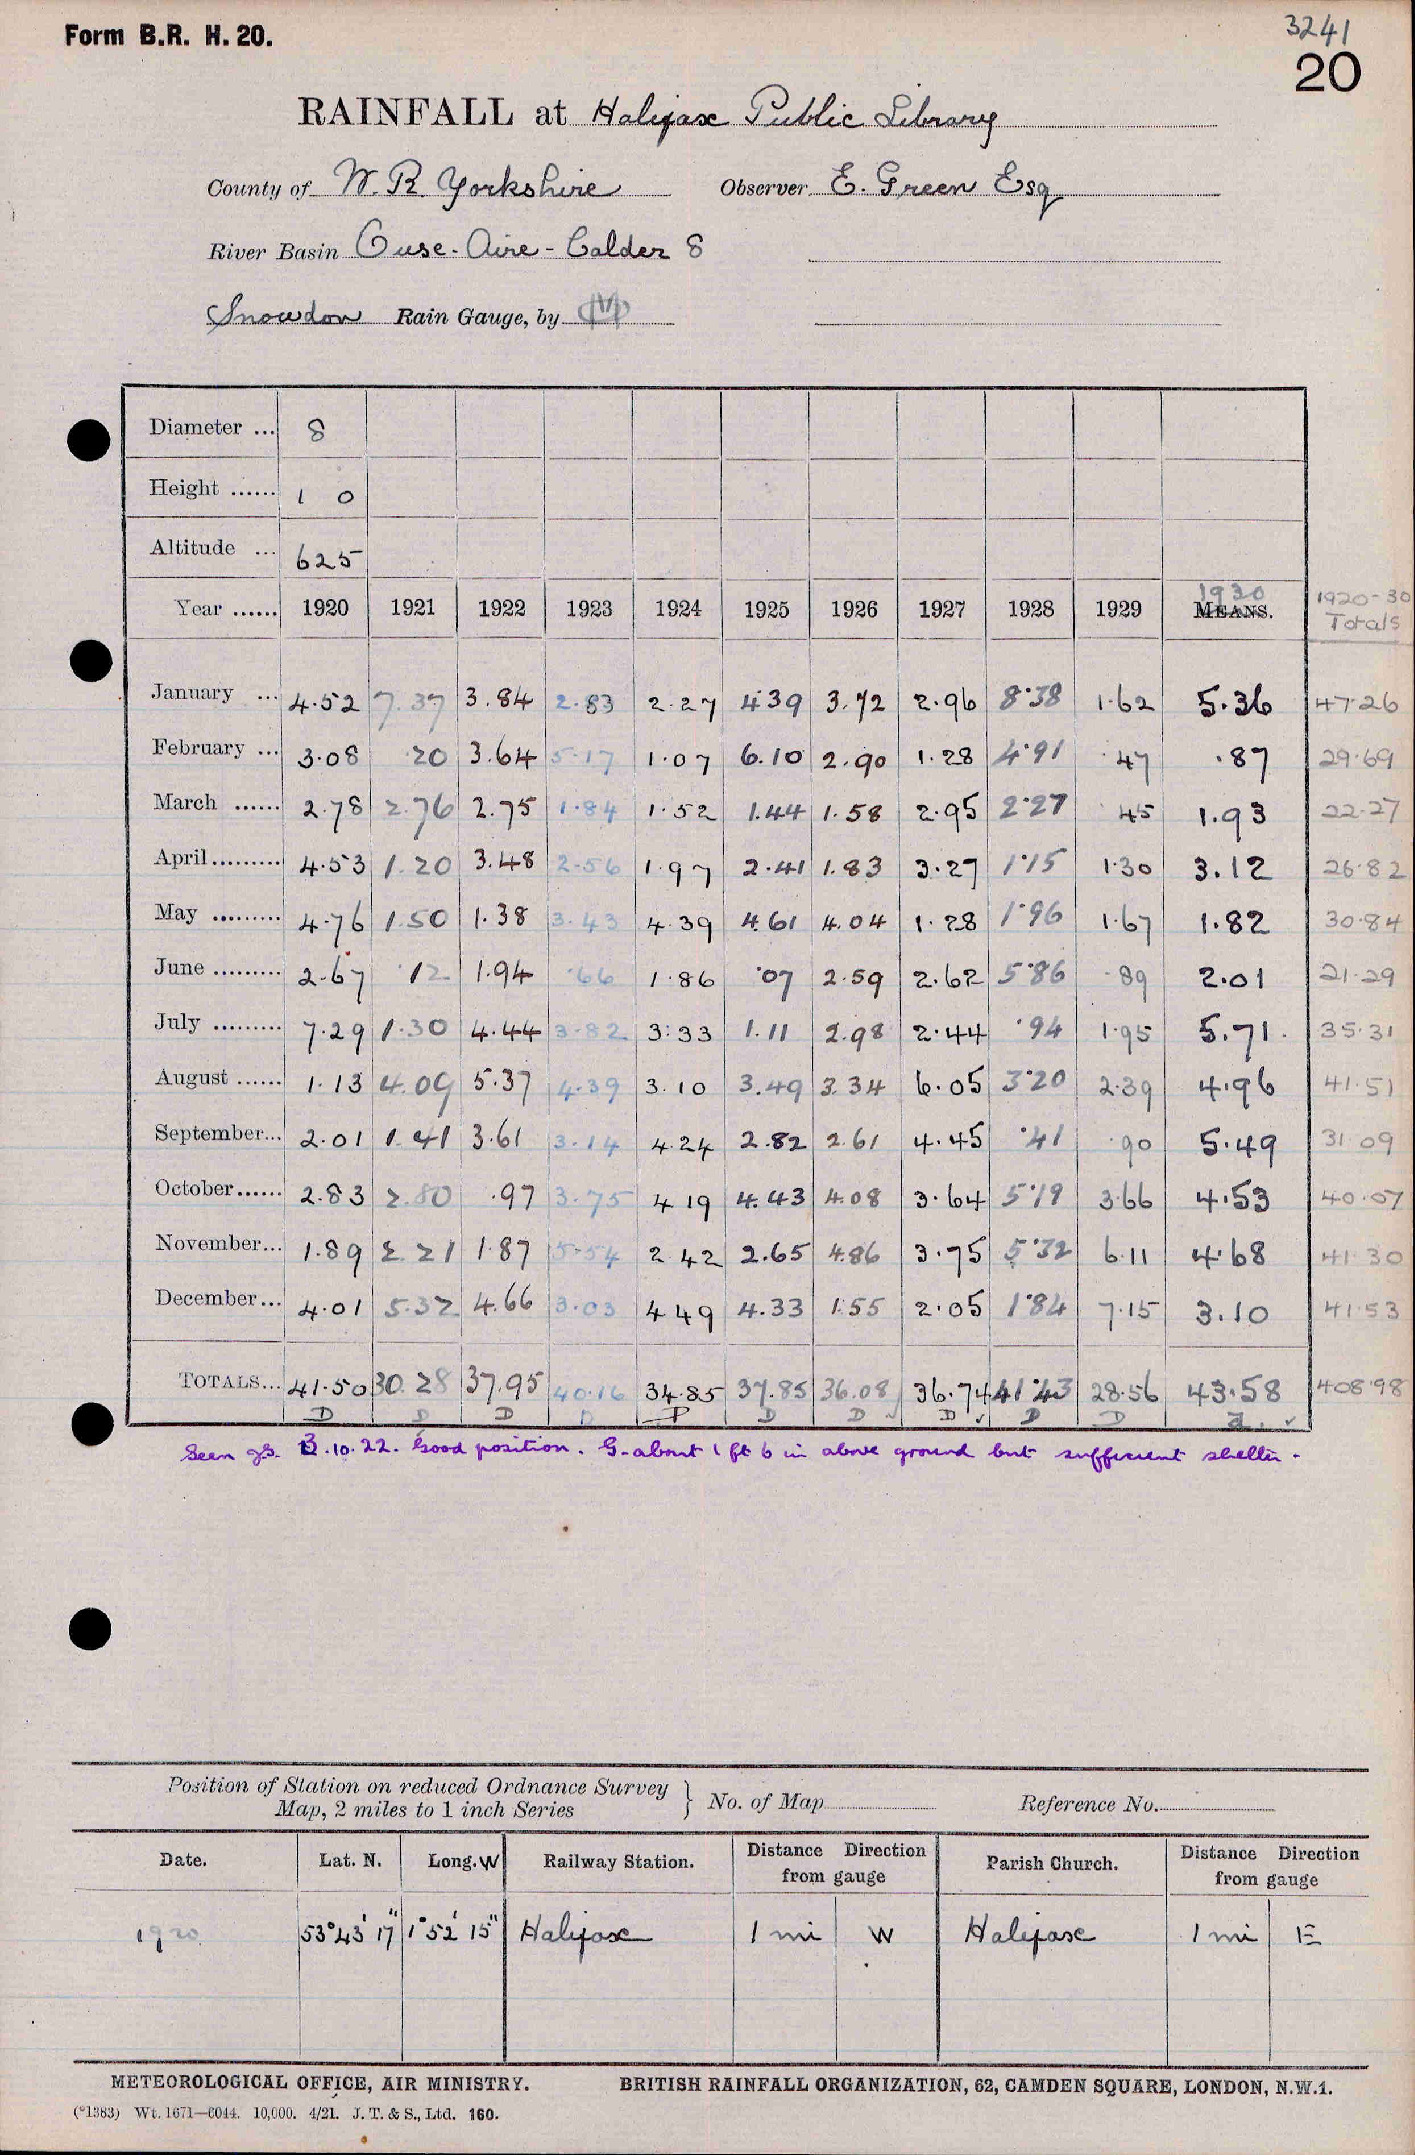 Form B.R. H. 20.
3241
20
RAINFALL at Halifax Public Library
County of W. R. Yorkshire Observer E. Green Esq
River Basin Ouse - Aire - Calder 8
Snowdon Rain Gauge, by
Diameter ... 8
Height ...... 1 0
Altitude ... 625
Year ...... 1920 1921 1922 1923 1924 1925 1926 1927 1928 1929 1930 MEANS. 1920-30 Totals
January ... 4.52 7.37 3.84 2.83 2.27 4.39 3.72 2.96 8.38 1.62 5.36 47.26
February ... 3.08 .20 3.64 5.17 1.07 6.10 2.90 1.28 4.91 .47 .87 29.69
March ...... 2.78 2.76 2.75 1.84 1.52 1.44 1.58 2.95 2.27 .45 1.93 22.27
April ......... 4.53 1.20 3.48 2.56 1.97 2.41 1.83 3.27 1.15 1.30 3.12 26.82
May ......... 4.76 1.50 1.38 3.43 4.39 4.61 4.04 1.28 1.96 1.67 1.82 30.84
June ......... 2.67 .12 1.94 .66 1.86 .07 2.59 2.62 5.86 .89 2.01 21.29
July ......... 7.29 1.30 4.44 3.82 3.33 1.11 2.98 2.44 .94 1.95 5.71 35.31
August ...... 1.13 4.09 5.37 4.39 3.10 3.49 3.34 6.05 3.20 2.39 4.96 41.51
September... 2.01 1.41 3.61 3.14 4.24 2.82 2.61 4.45 .41 .90 5.49 31.09
October...... 2.83 2.80 .97 3.75 4.19 4.43 4.08 3.64 5.19 3.66 4.53 40.07
November... 1.89 2.21 1.87 5.54 2.42 2.65 4.86 3.75 5.32 6.11 4.68 41.30
December... 4.01 5.32 4.66 3.03 4.49 4.33 1.55 2.05 1.84 7.15 3.10 41.53
TOTALS... 41.50 30.28 37.95 40.16 34.85 37.85 36.08 36.74 41.43 28.56 43.58 408.98
D D D D D D D D D D
Seen 13.10.22. Good position. G. about 1 ft 6 in above ground but sufficient shelter.
Position of Station on reduced Ordnance Survey Map, 2 miles to 1 inch Series } No. of Map Reference No.
Date. Lat. N. Long. W Railway Station. Distance Direction from gauge Parish Church. Distance Direction from gauge
1920 53°43'17" 1°52'15" Halifax 1 mi W Halifax 1 mi E
METEOROLOGICAL OFFICE, AIR MINISTRY. BRITISH RAINFALL ORGANIZATION, 62, CAMDEN SQUARE, LONDON, N.W.1.
(*1383) Wt. 1671—6044. 10,000. 4/21. J. T. & S., Ltd. 160.